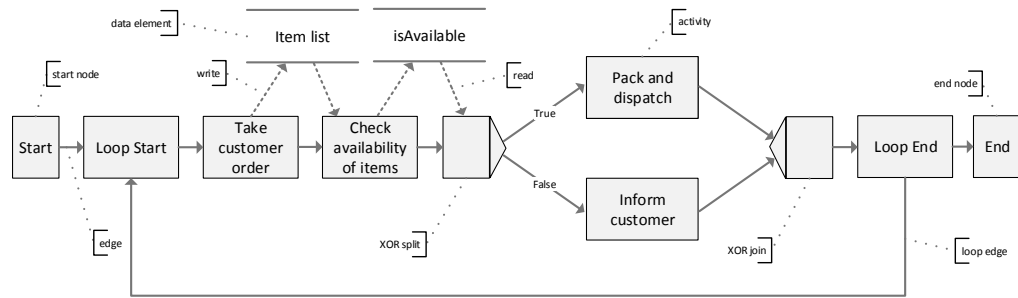 data element
Item list
isAvailable
activity
start node
write
read
Pack and
dispatch
end node
True
Start
Loop Start
Take
customer
order
Check
availability
of items
Loop End
End
False
Inform
customer
edge
XOR split
XOR join
loop edge